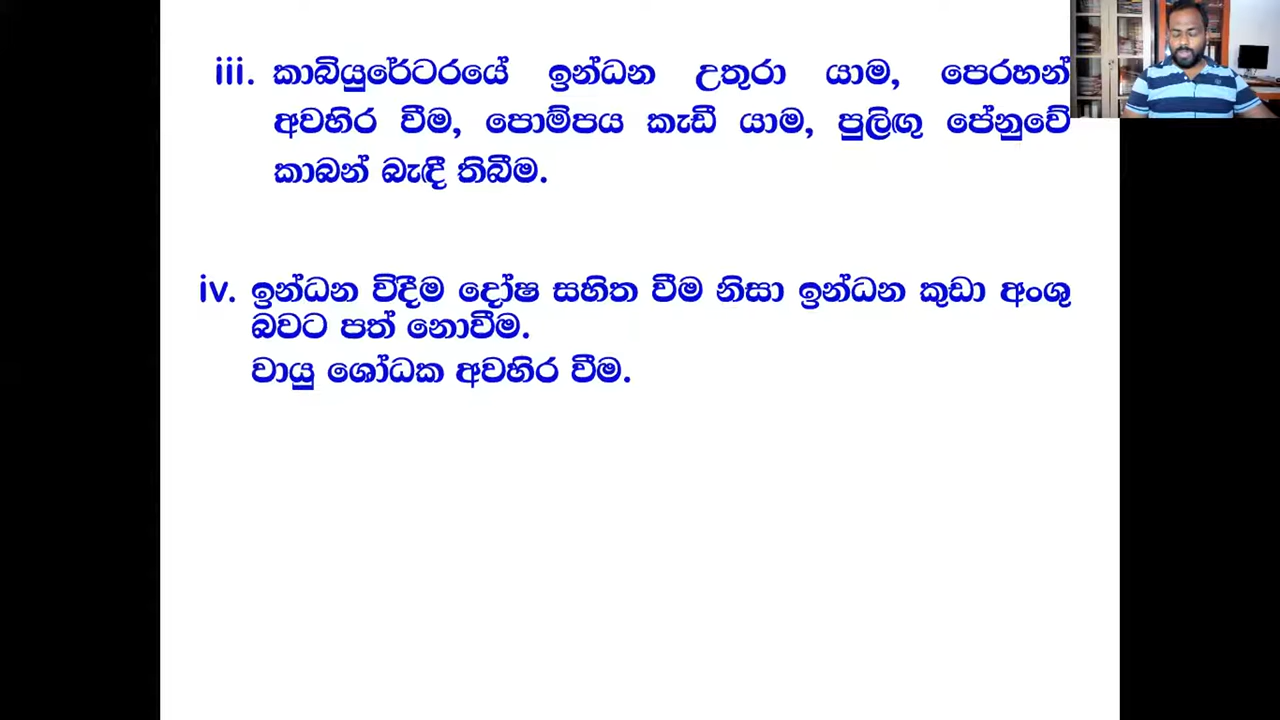 iii. කාබියුරේටරයේ ඉන්ධන උතුරා යාම, පෙරහන්
අවහිර වීම, පොම්පය කැඩී යාම, පුලිඟු පේනුවේ
කාබන් බැඳී තිබීම.
iv. ඉන්ධන විදීම දෝෂ සහිත වීම නිසා ඉන්ධන කුඩා අංශු
බවට පත් නොවීම.
වායු ශෝධක අවහිර වීම.